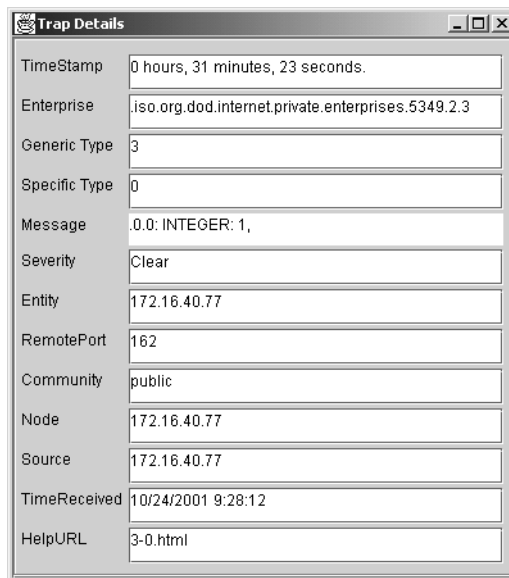 Trap Details
TimeStamp 0 hours, 31 minutes, 23 seconds.
Enterprise .iso.org.dod.internet.private.enterprises.5349.2.3
Generic Type 3
Specific Type 0
Message .0.0: INTEGER: 1,
Severity Clear
Entity 172.16.40.77
RemotePort 162
Community public
Node 172.16.40.77
Source 172.16.40.77
TimeReceived 10/24/2001 9:28:12
HelpURL 3-0.html